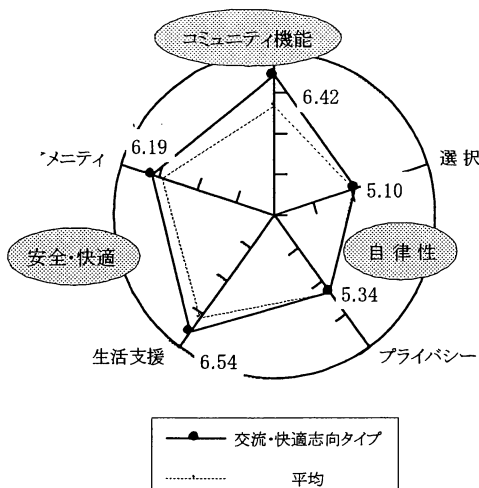 コミュニティ機能
6.42
6.19
メニティ
選択
5.10
安全・快適
自律性
5.34
生活支援
6.54
プライバシー
交流・快適志向タイプ
平均